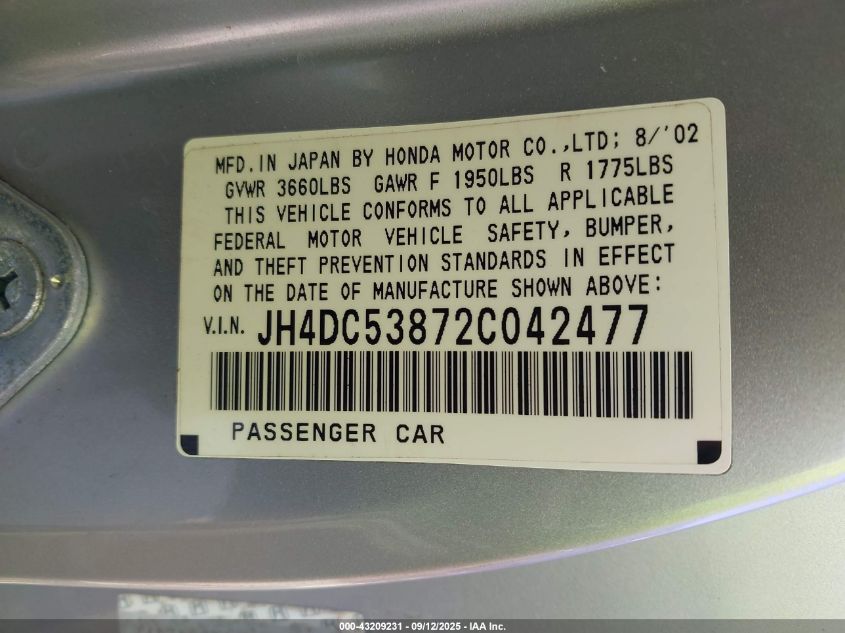 MFD.IN JAPAN BY HONDA MOTOR CO.,LTD; 8/'02
GVWR 3660LBS GAWR F 1950LBS R 1775LBS
THIS VEHICLE CONFORMS TO ALL APPLICABLE
FEDERAL MOTOR VEHICLE SAFETY, BUMPER,
AND THEFT PREVENTION STANDARDS IN EFFECT
ON THE DATE OF MANUFACTURE SHOWN ABOVE:
V.I.N. JH4DC53872C042477
PASSENGER CAR
000-43209231 - 09/12/2025 - IAA Inc.